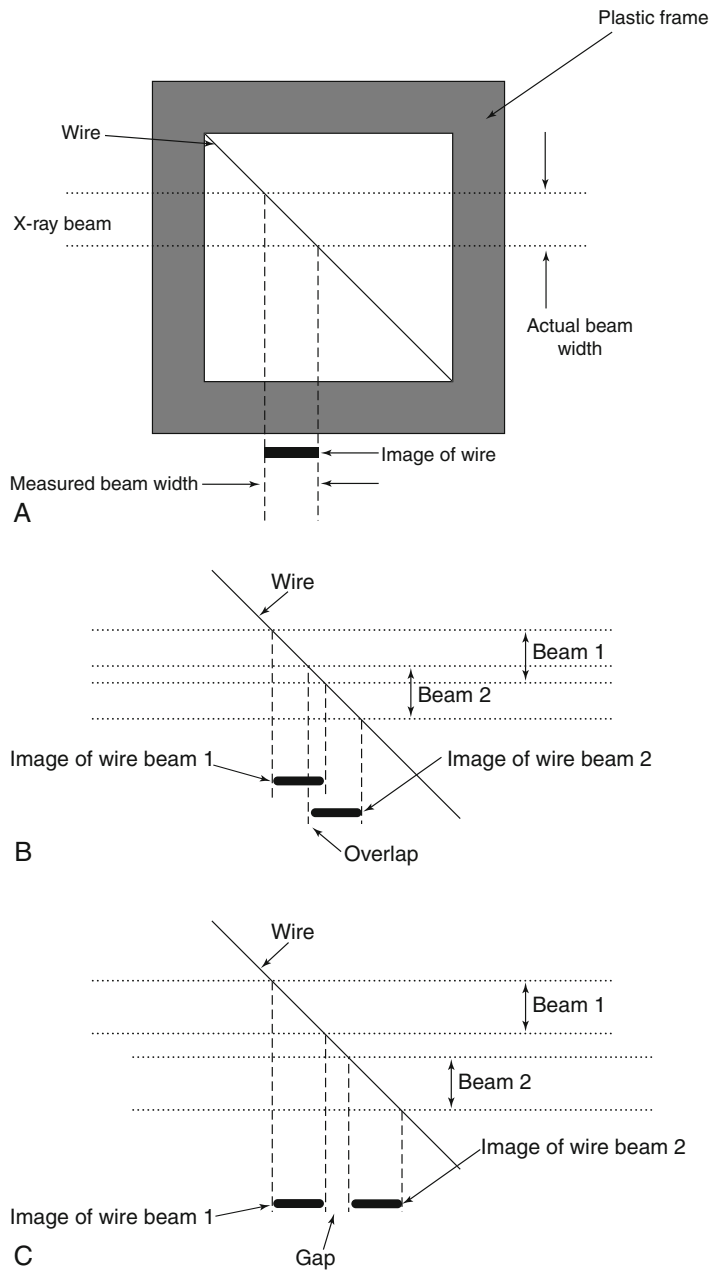 Plastic frame
Wire
X-ray beam
Actual beam
width
Image of wire
Measured beam width
A
Wire
Beam 1
Beam 2
Image of wire beam 1
Image of wire beam 2
Overlap
B
Wire
Beam 1
Beam 2
Image of wire beam 2
Image of wire beam 1
Gap
C